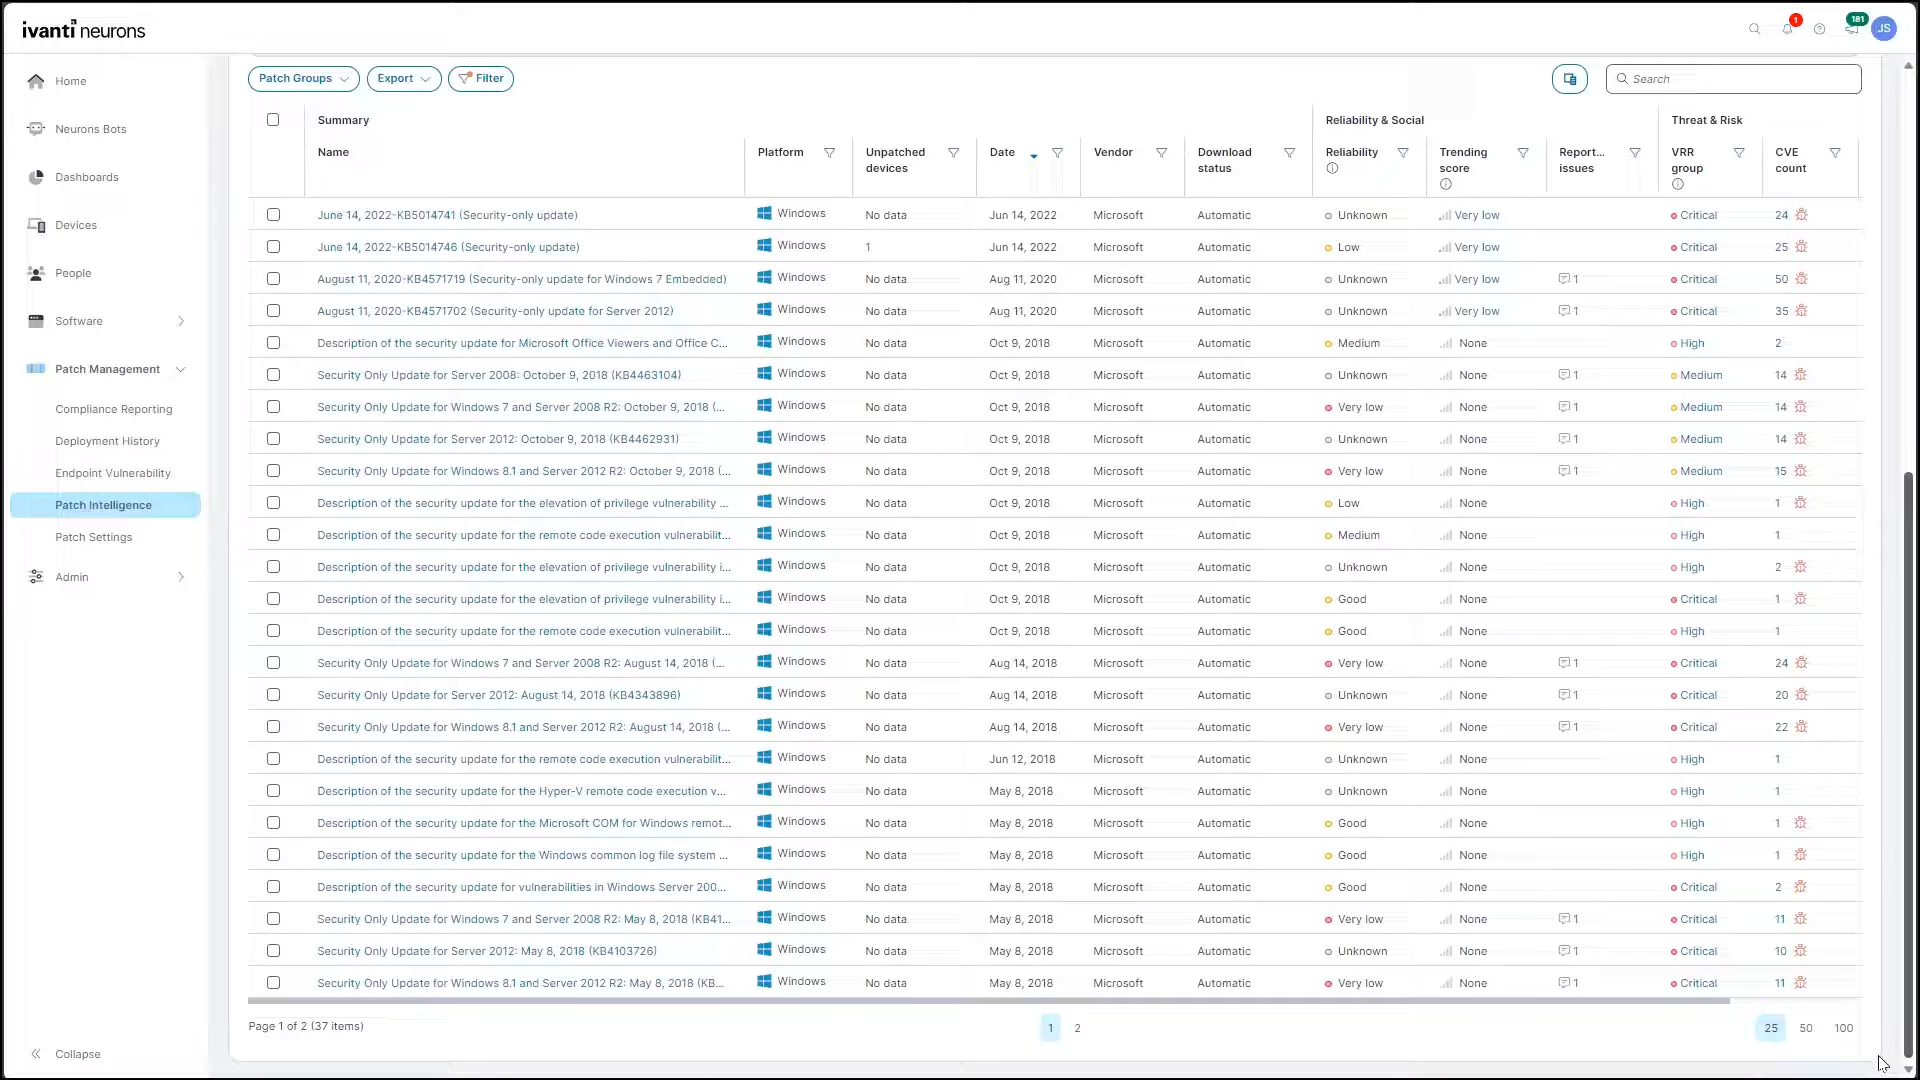 ivanti neurons
1
181
JS
Home
Neurons Bots
Dashboards
Devices
People
Software
Patch Management
Compliance Reporting
Deployment History
Endpoint Vulnerability
Patch Intelligence
Patch Settings
Admin
Collapse
Patch Groups Export Filter Search
Summary Reliability & Social Threat & Risk
Name Platform Unpatched devices Date Vendor Download status Reliability Trending score Report... issues VRR group CVE count
June 14, 2022-KB5014741 (Security-only update) Windows No data Jun 14, 2022 Microsoft Automatic Unknown Very low Critical 24
June 14, 2022-KB5014746 (Security-only update) Windows 1 Jun 14, 2022 Microsoft Automatic Low Very low Critical 25
August 11, 2020-KB4571719 (Security-only update for Windows 7 Embedded) Windows No data Aug 11, 2020 Microsoft Automatic Unknown Very low 1 Critical 50
August 11, 2020-KB4571702 (Security-only update for Server 2012) Windows No data Aug 11, 2020 Microsoft Automatic Unknown Very low 1 Critical 35
Description of the security update for Microsoft Office Viewers and Office C... Windows No data Oct 9, 2018 Microsoft Automatic Medium None High 2
Security Only Update for Server 2008: October 9, 2018 (KB4463104) Windows No data Oct 9, 2018 Microsoft Automatic Unknown None 1 Medium 14
Security Only Update for Windows 7 and Server 2008 R2: October 9, 2018 (... Windows No data Oct 9, 2018 Microsoft Automatic Very low None 1 Medium 14
Security Only Update for Server 2012: October 9, 2018 (KB4462931) Windows No data Oct 9, 2018 Microsoft Automatic Unknown None 1 Medium 14
Security Only Update for Windows 8.1 and Server 2012 R2: October 9, 2018 (... Windows No data Oct 9, 2018 Microsoft Automatic Very low None 1 Medium 15
Description of the security update for the elevation of privilege vulnerability ... Windows No data Oct 9, 2018 Microsoft Automatic Low None High 1
Description of the security update for the remote code execution vulnerabilit... Windows No data Oct 9, 2018 Microsoft Automatic Medium None High 1
Description of the security update for the elevation of privilege vulnerability i... Windows No data Oct 9, 2018 Microsoft Automatic Unknown None High 2
Description of the security update for the elevation of privilege vulnerability i... Windows No data Oct 9, 2018 Microsoft Automatic Good None Critical 1
Description of the security update for the remote code execution vulnerabilit... Windows No data Oct 9, 2018 Microsoft Automatic Good None High 1
Security Only Update for Windows 7 and Server 2008 R2: August 14, 2018 (... Windows No data Aug 14, 2018 Microsoft Automatic Very low None 1 Critical 24
Security Only Update for Server 2012: August 14, 2018 (KB4343896) Windows No data Aug 14, 2018 Microsoft Automatic Unknown None 1 Critical 20
Security Only Update for Windows 8.1 and Server 2012 R2: August 14, 2018 (... Windows No data Aug 14, 2018 Microsoft Automatic Very low None 1 Critical 22
Description of the security update for the remote code execution vulnerabilit... Windows No data Jun 12, 2018 Microsoft Automatic Unknown None High 1
Description of the security update for the Hyper-V remote code execution v... Windows No data May 8, 2018 Microsoft Automatic Unknown None High 1
Description of the security update for the Microsoft COM for Windows remot... Windows No data May 8, 2018 Microsoft Automatic Good None High 1
Description of the security update for the Windows common log file system ... Windows No data May 8, 2018 Microsoft Automatic Good None High 1
Description of the security update for vulnerabilities in Windows Server 200... Windows No data May 8, 2018 Microsoft Automatic Good None Critical 2
Security Only Update for Windows 7 and Server 2008 R2: May 8, 2018 (KB41... Windows No data May 8, 2018 Microsoft Automatic Very low None 1 Critical 11
Security Only Update for Server 2012: May 8, 2018 (KB4103726) Windows No data May 8, 2018 Microsoft Automatic Unknown None 1 Critical 10
Security Only Update for Windows 8.1 and Server 2012 R2: May 8, 2018 (KB... Windows No data May 8, 2018 Microsoft Automatic Very low None 1 Critical 11
Page 1 of 2 (37 items) 1 2 25 50 100